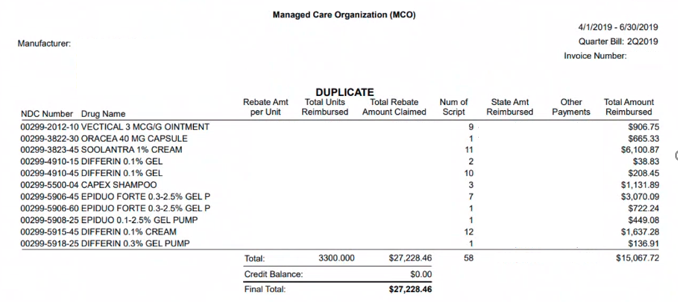 Managed Care Organization (MCO)
4/1/2019 - 6/30/2019
Manufacturer:
Quarter Bill: 2Q2019
Invoice Number:
DUPLICATE
Rebate Amt per Unit Total Units Reimbursed Total Rebate Amount Claimed Num of Script State Amt Reimbursed Other Payments Total Amount Reimbursed
NDC Number Drug Name
00299-2012-10 VECTICAL 3 MCG/G OINTMENT 9 $906.75
00299-3822-30 ORACEA 40 MG CAPSULE 1 $665.33
00299-3823-45 SOOLANTRA 1% CREAM 11 $6,100.87
00299-4910-15 DIFFERIN 0.1% GEL 2 $38.83
00299-4910-45 DIFERIN 0.1% GEL 10 $208.45
00299-5500-04 CAPEX SHAMPOO 3 $1,131.89
00299-5906-45 EPIDUO FORTE 0.3-2.5% GEL P 7 $3,070.09
00299-5906-60 EPIDUO FORTE 0.3-2.5% GEL P 1 $722.24
00299-5908-25 EPIDUO 0.1-2.5% GEL PUMP 1 $449.08
00299-5915-45 DIFFERIN 0.1% CREAM 12 $1,637.28
00299-5918-25 DIFFERIN 0.3% GEL PUMP 1 $136.91
Total: 3300.000 $27,228.46 58 $15,067.72
Credit Balance: $0.00
Final Total: $27,228.46